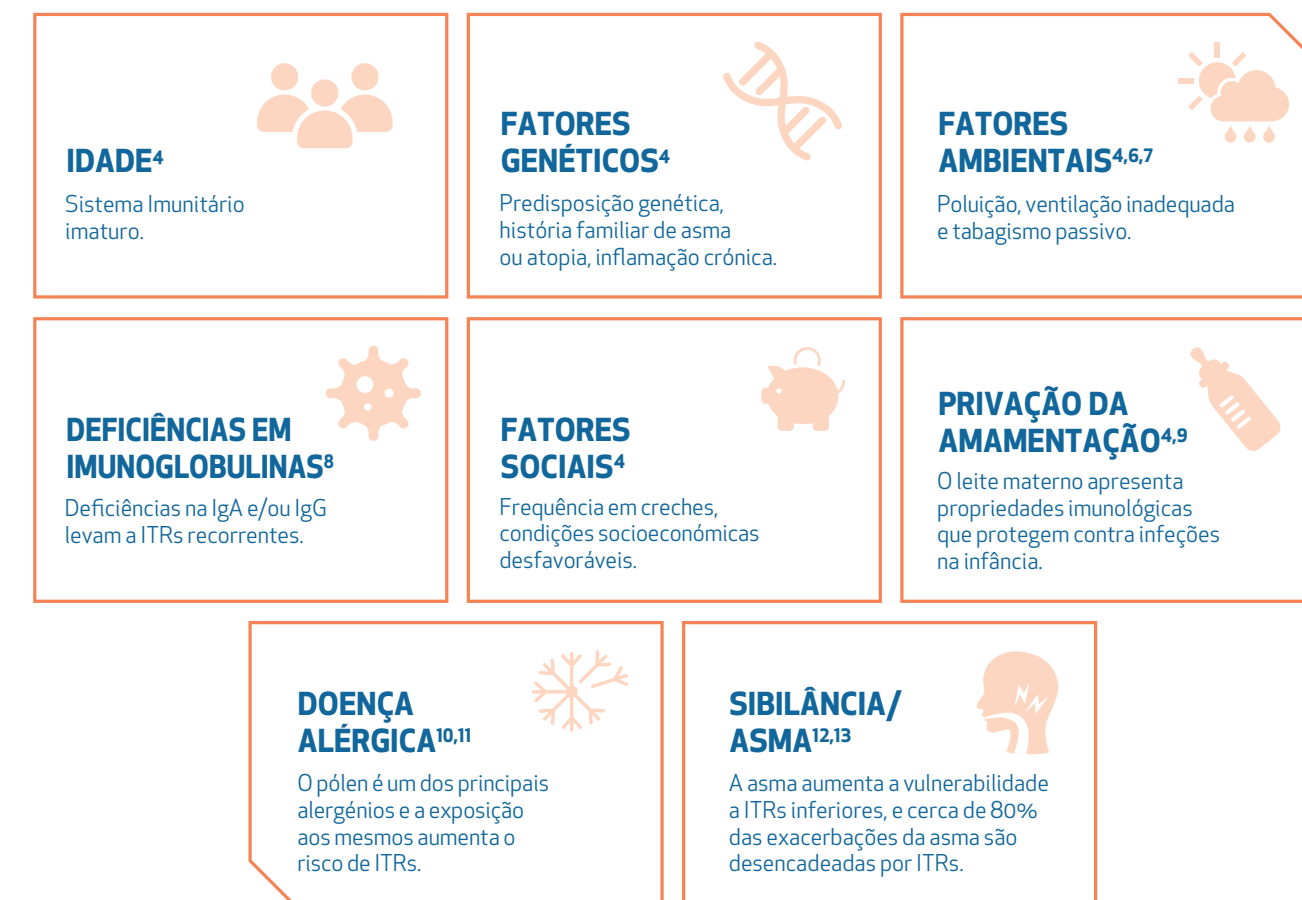 IDADE⁴
Sistema Imunitário
imaturo.
FATORES
GENÉTICOS⁴
Predisposição genética,
história familiar de asma
ou atopia, inflamação crónica.
FATORES
AMBIENTAIS⁴,⁶,⁷
Poluição, ventilação inadequada
e tabagismo passivo.
DEFICIÊNCIAS EM
IMUNOGLOBULINAS⁸
Deficiências na IgA e/ou IgG
levam a ITRs recorrentes.
FATORES
SOCIAIS⁴
Frequência em creches,
condições socioeconómicas
desfavoráveis.
PRIVAÇÃO DA
AMAMENTAÇÃO⁴,⁹
O leite materno apresenta
propriedades imunológicas
que protegem contra infeções
na infância.
DOENÇA
ALÉRGICA¹⁰,¹¹
O pólen é um dos principais
alergénios e a exposição
aos mesmos aumenta o
risco de ITRs.
SIBILÂNCIA/
ASMA¹²,¹³
A asma aumenta a vulnerabilidade
a ITRs inferiores, e cerca de 80%
das exacerbações da asma são
desencadeadas por ITRs.